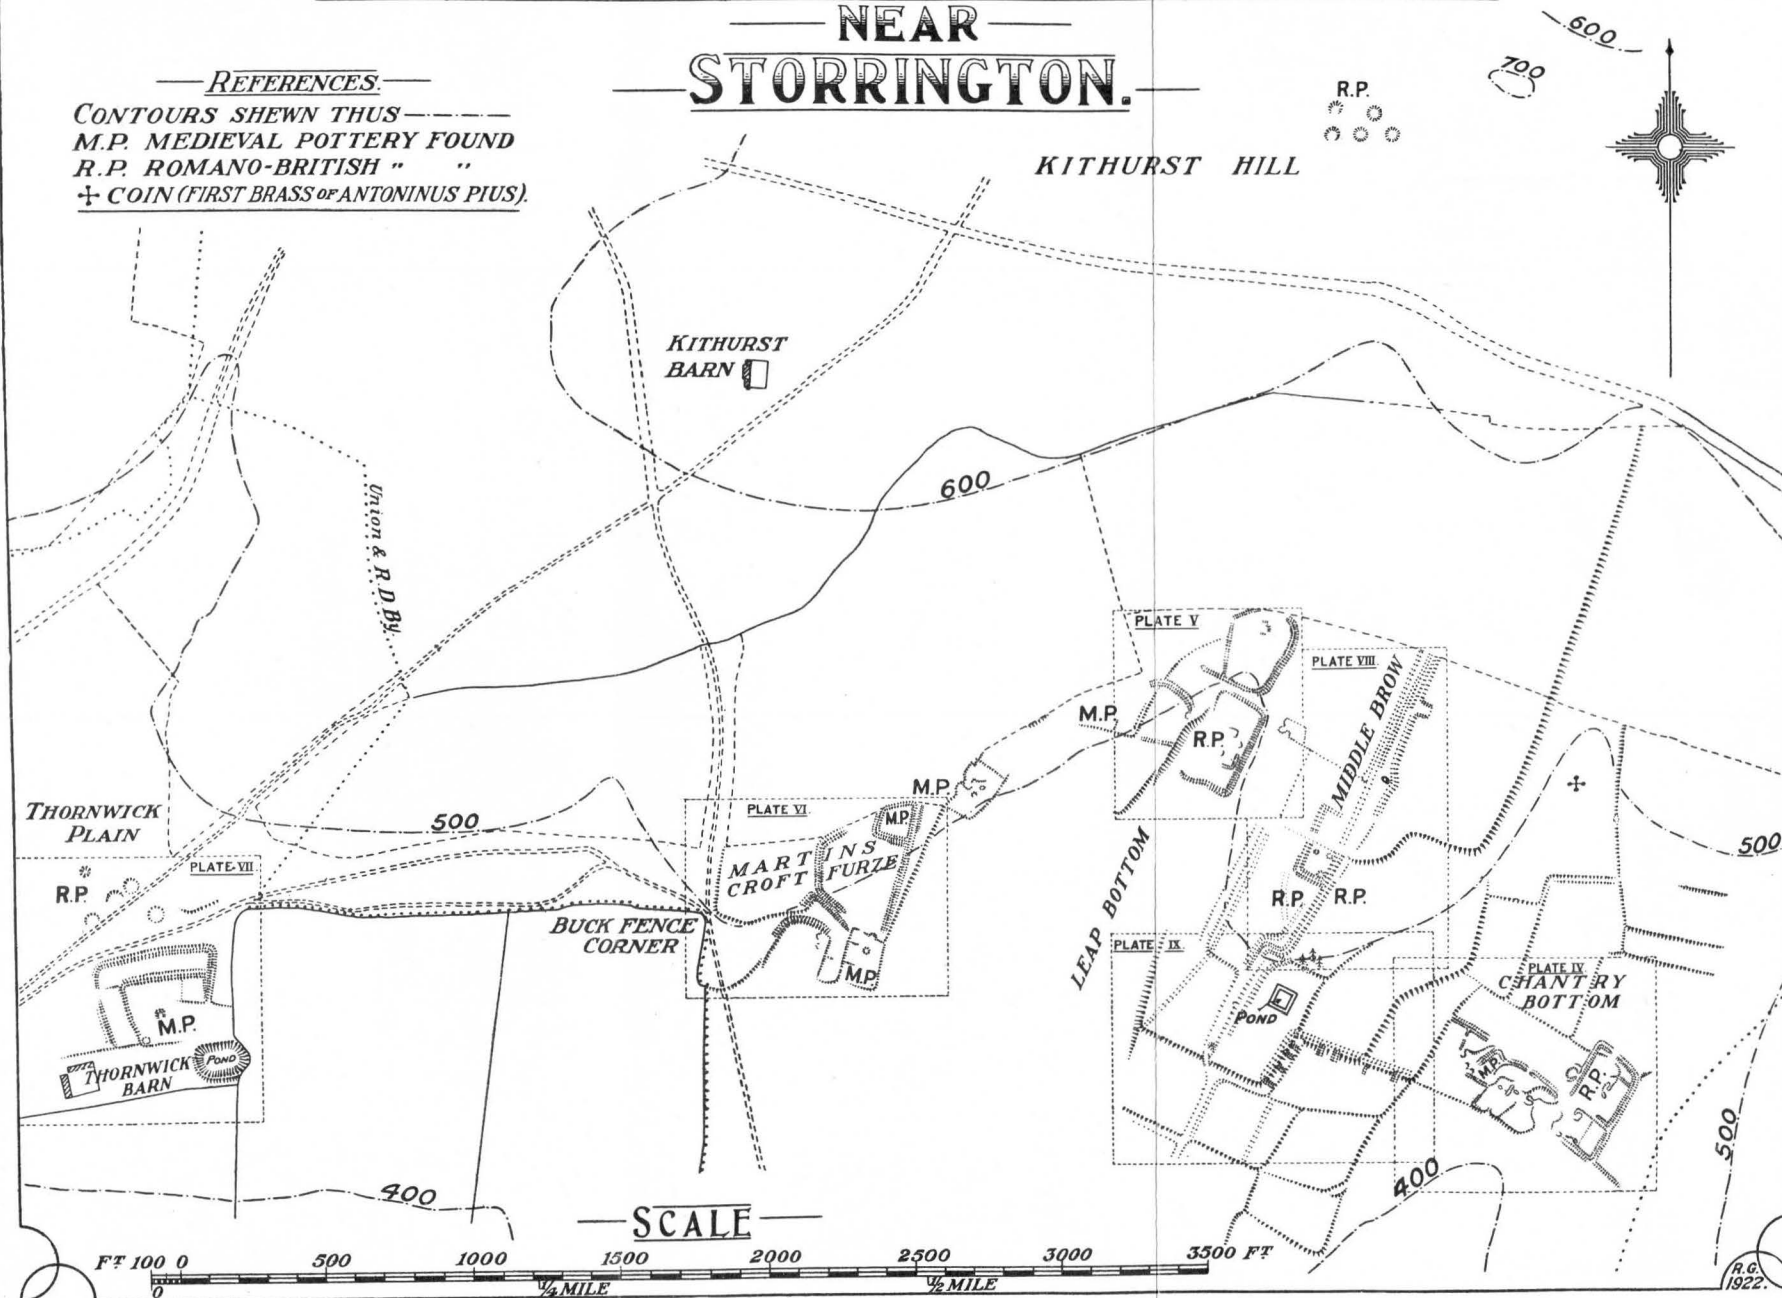 NEAR
STORRINGTON.
REFERENCES.
CONTOURS SHEWN THUS
M.P. MEDIEVAL POTTERY FOUND
R.P. ROMANO-BRITISH " "
COIN (FIRST BRASS OF ANTONINUS PIUS).
600
700
R.P.
KITHURST HILL
KITHURST
BARN
600
Union & R.D.By.
PLATE V
PLATE VIII
MIDDLE BROW
M.P.
R.P.
M.P.
THORNWICK
PLAIN
500
PLATE VI
M.P.
MARTINS
CROFT FURZE
500
PLATE VII
R.P.
LEAP BOTTOM
R.P.
R.P.
BUCK FENCE
CORNER
PLATE IX
M.P.
PLATE IV
CHANTRY
BOTTOM
POND
M.P.
THORNWICK
BARN
POND
M.P.
R.P.
500
400
400
SCALE
FT 100 0 500 1000 1500 2000 2500 3000 3500 FT
0 1/4 MILE 1/2 MILE
R.G.
1922.